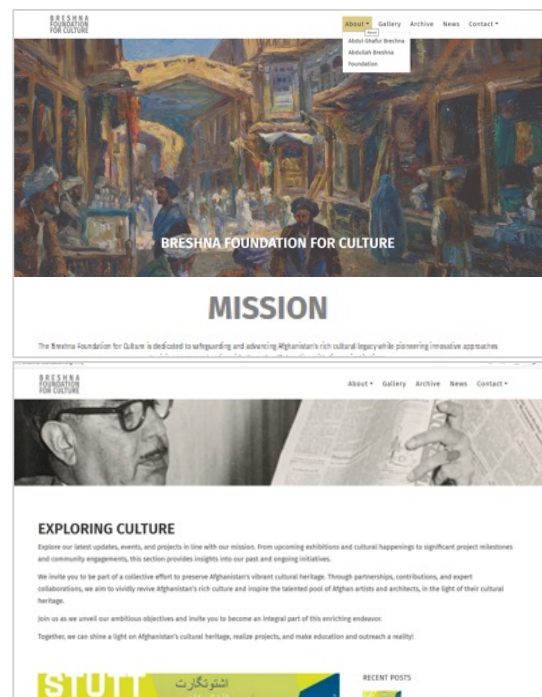 BRESHNA
FOUNDATION
FOR CULTURE
About Gallery Archive News Contact
Abdul Ghafur Breshna
Abdullah Breshna
Foundation
BRESHNA FOUNDATION FOR CULTURE
MISSION
The Breshna Foundation for Culture is dedicated to safeguarding and advancing Afghanistan's rich cultural legacy while pioneering innovative approaches
BRESHNA
FOUNDATION
FOR CULTURE
About Gallery Archive News Contact
EXPLORING CULTURE
Explore our latest updates, events, and projects in line with our mission. From upcoming exhibitions and cultural happenings to significant project milestones
and community engagements, this section provides insights into our past and ongoing initiatives.
We invite you to be part of a collective effort to preserve Afghanistan's vibrant cultural heritage. Through partnerships, contributions, and expert
collaborations, we aim to vividly revive Afghanistan's rich culture and inspire the talented pool of Afghan artists and architects, in the light of their cultural
heritage.
Join us as we unveil our ambitious objectives and invite you to become an integral part of this enriching endeavor.
Together, we can shine a light on Afghanistan's cultural heritage, realize projects, and make education and outreach a reality!
STUTT
اشتوتگارت
RECENT POSTS